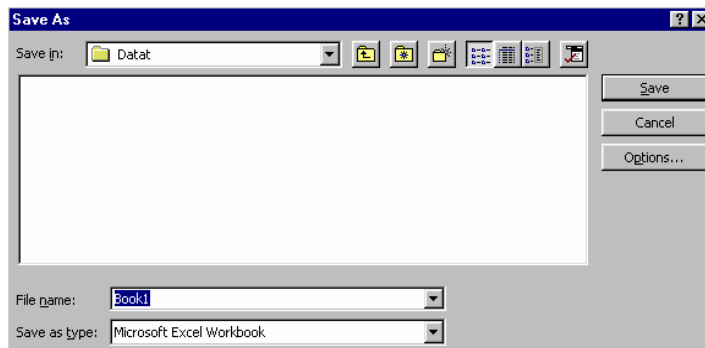 Save As
Save in: Datat
Save
Cancel
Options...
File name: Book1
Save as type: Microsoft Excel Workbook